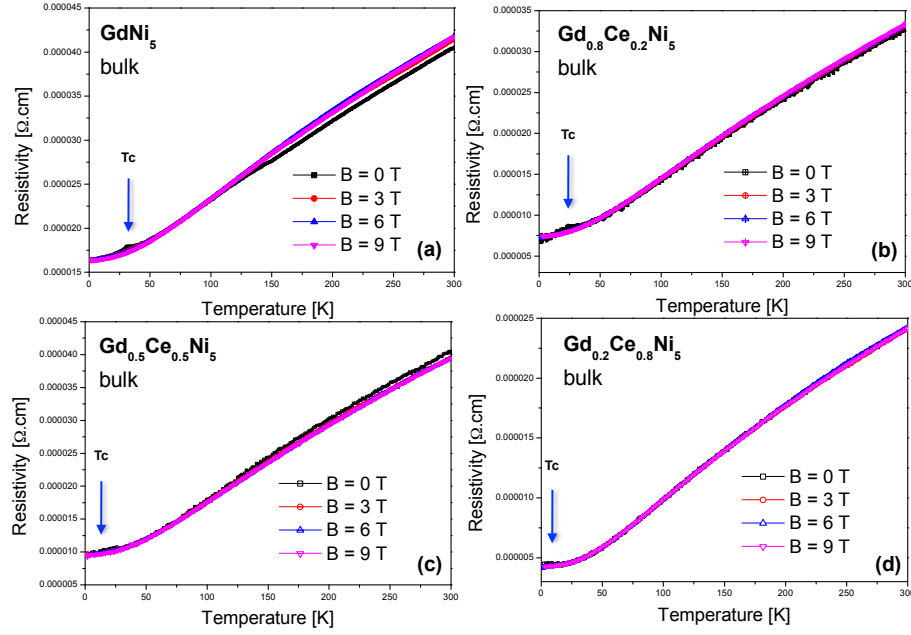 GdNi5
bulk
Tc
B = 0 T
B = 3 T
B = 6 T
B = 9 T
(a)
Resistivity [Ω.cm]
0.000045
0.000040
0.000035
0.000030
0.000025
0.000020
0.000015
0 50 100 150 200 250 300
Temperature [K]
Gd0.8Ce0.2Ni5
bulk
Tc
B = 0 T
B = 3 T
B = 6 T
B = 9 T
(b)
Resistivity [Ω.cm]
0.000035
0.000030
0.000025
0.000020
0.000015
0.000010
0.000005
0 50 100 150 200 250 300
Temperature [K]
Gd0.5Ce0.5Ni5
bulk
Tc
B = 0 T
B = 3 T
B = 6 T
B = 9 T
(c)
Resistivity [Ω.cm]
0.000045
0.000040
0.000035
0.000030
0.000025
0.000020
0.000015
0.000010
0.000005
0 50 100 150 200 250 300
Temperature [K]
Gd0.2Ce0.8Ni5
bulk
Tc
B = 0 T
B = 3 T
B = 6 T
B = 9 T
(d)
Resistivity [Ω.cm]
0.000025
0.000020
0.000015
0.000010
0.000005
0 50 100 150 200 250 300
Temperature [K]